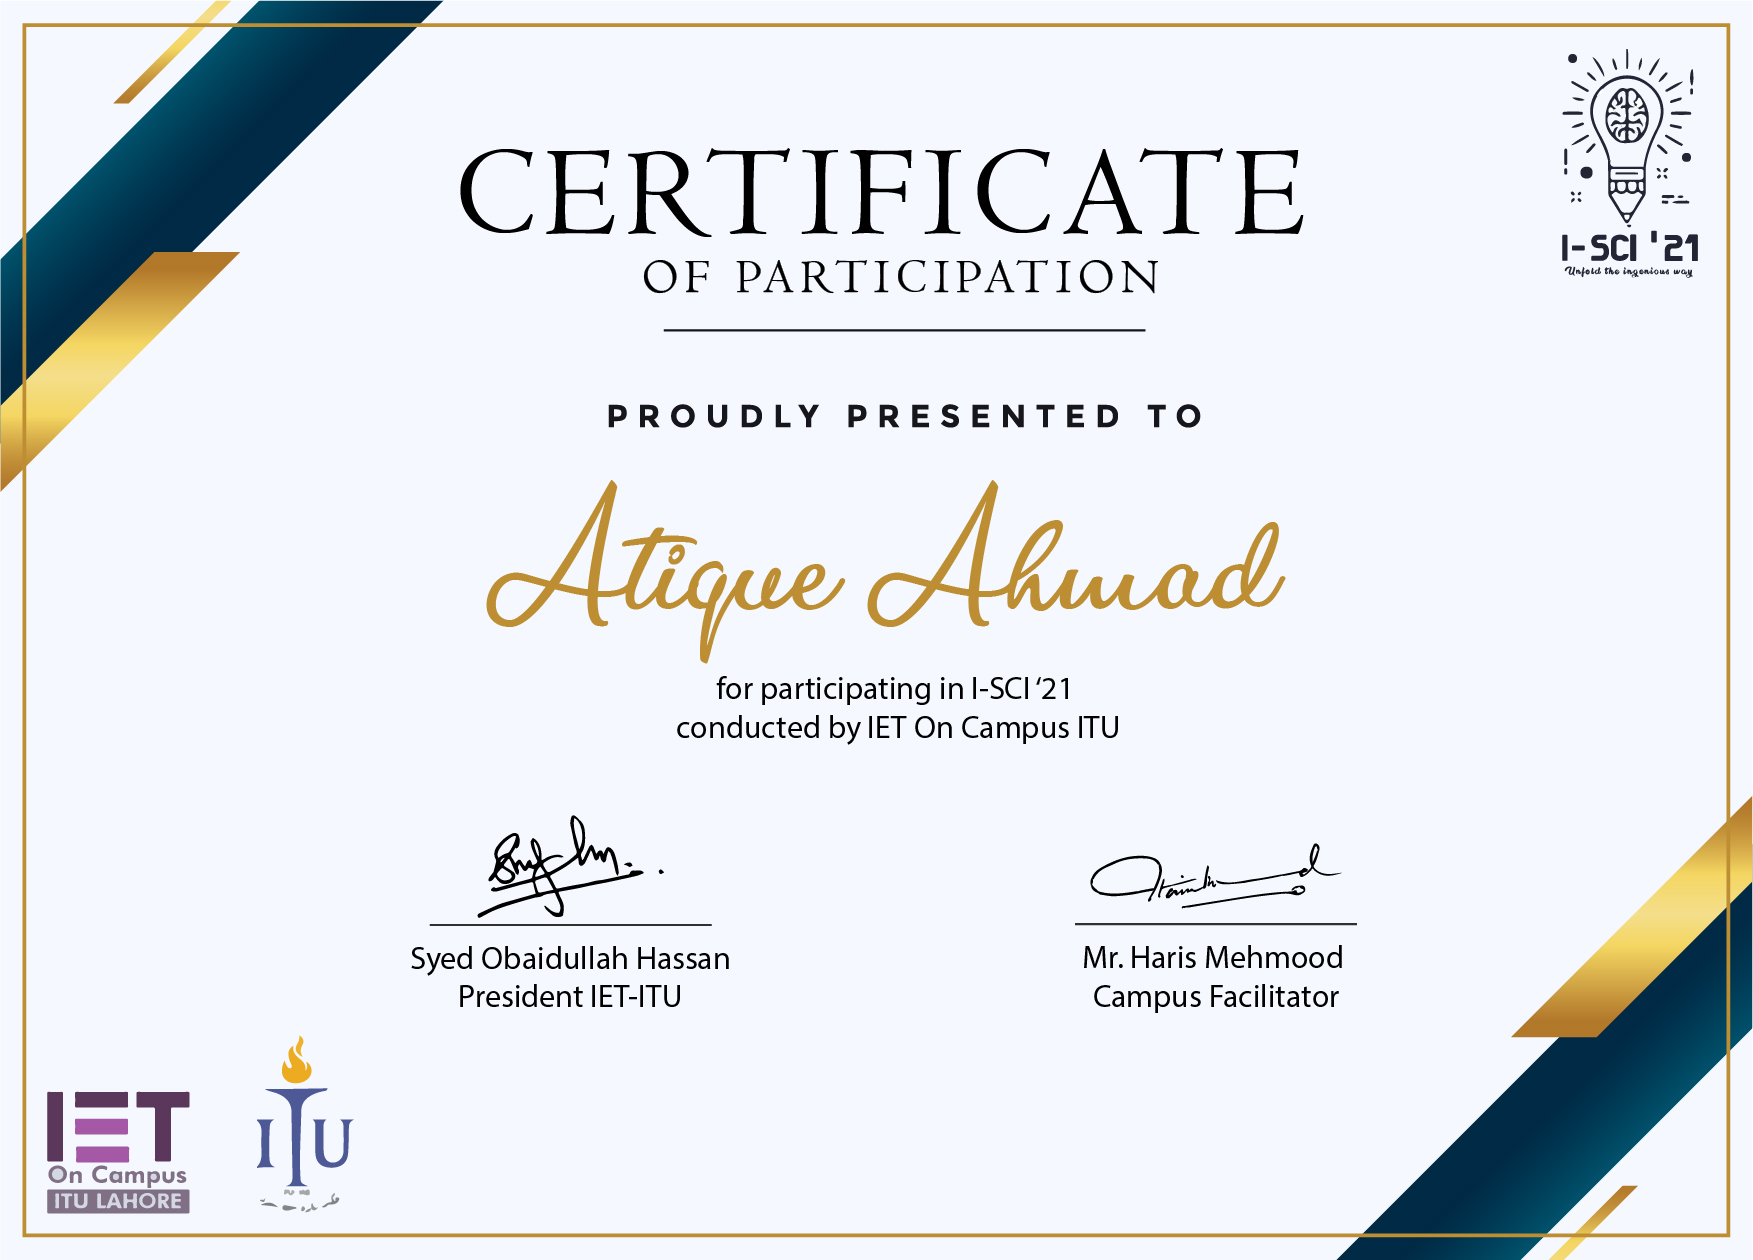 CERTIFICATE
OF PARTICIPATION
I-SCI '21
Unfold the ingenious way
PROUDLY PRESENTED TO
Atique Ahmad
for participating in I-SCI ‘21
conducted by IET On Campus ITU
Syed Obaidullah Hassan
President IET-ITU
Mr. Haris Mehmood
Campus Facilitator
IET
On Campus
ITU LAHORE
ITU